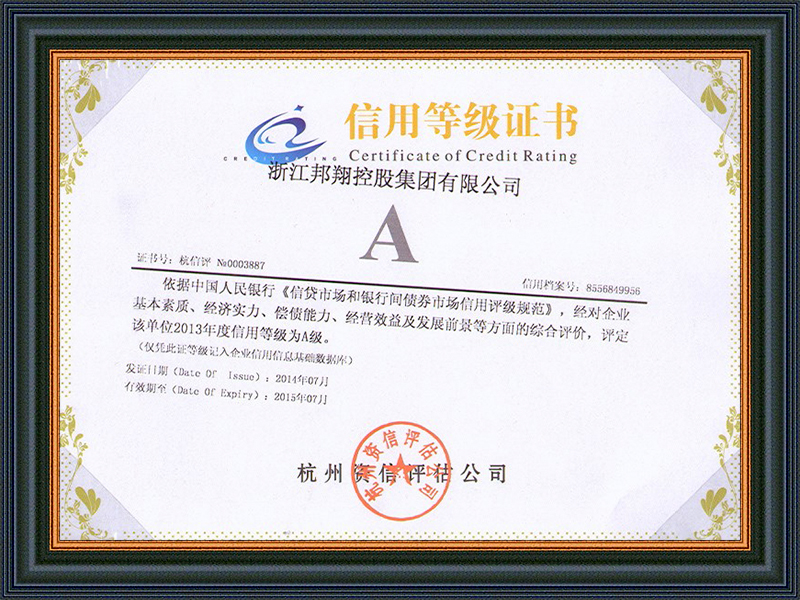 信用等级证书
CREDIT RATING
Certificate of Credit Rating
浙江邦翔控股集团有限公司
A
证书号：杭信评 №0003887
信用档案号：8556849956
依据中国人民银行《信贷市场和银行间债券市场信用评级规范》，经对企业
基本素质、经济实力、偿债能力、经营效益及发展前景等方面的综合评价，评定
该单位2013年度信用等级为A级。
（仅凭此证等级记入企业信用信息基础数据库）
发证日期（Date Of Issue）：2014年07月
有效期至（Date Of Expiry）：2015年07月
杭州资信评估公司
杭州资信评估公司